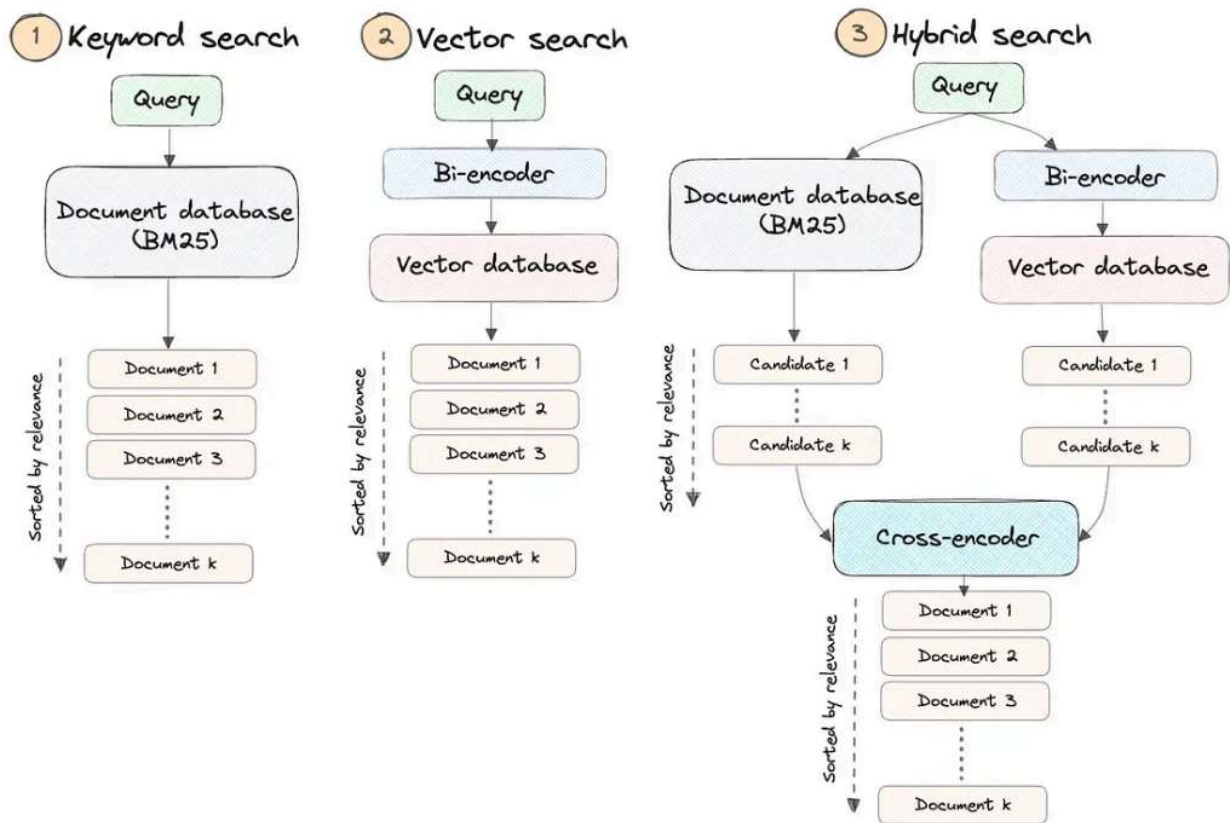 1 Keyword search
Query
Document database
(BM25)
Sorted by relevance
Document 1
Document 2
Document 3
Document k
2 Vector search
Query
Bi-encoder
Vector database
Sorted by relevance
Document 1
Document 2
Document 3
Document k
3 Hybrid search
Query
Document database
(BM25)
Bi-encoder
Vector database
Sorted by relevance
Candidate 1
Candidate k
Candidate 1
Candidate k
Cross-encoder
Sorted by relevance
Document 1
Document 2
Document 3
Document k